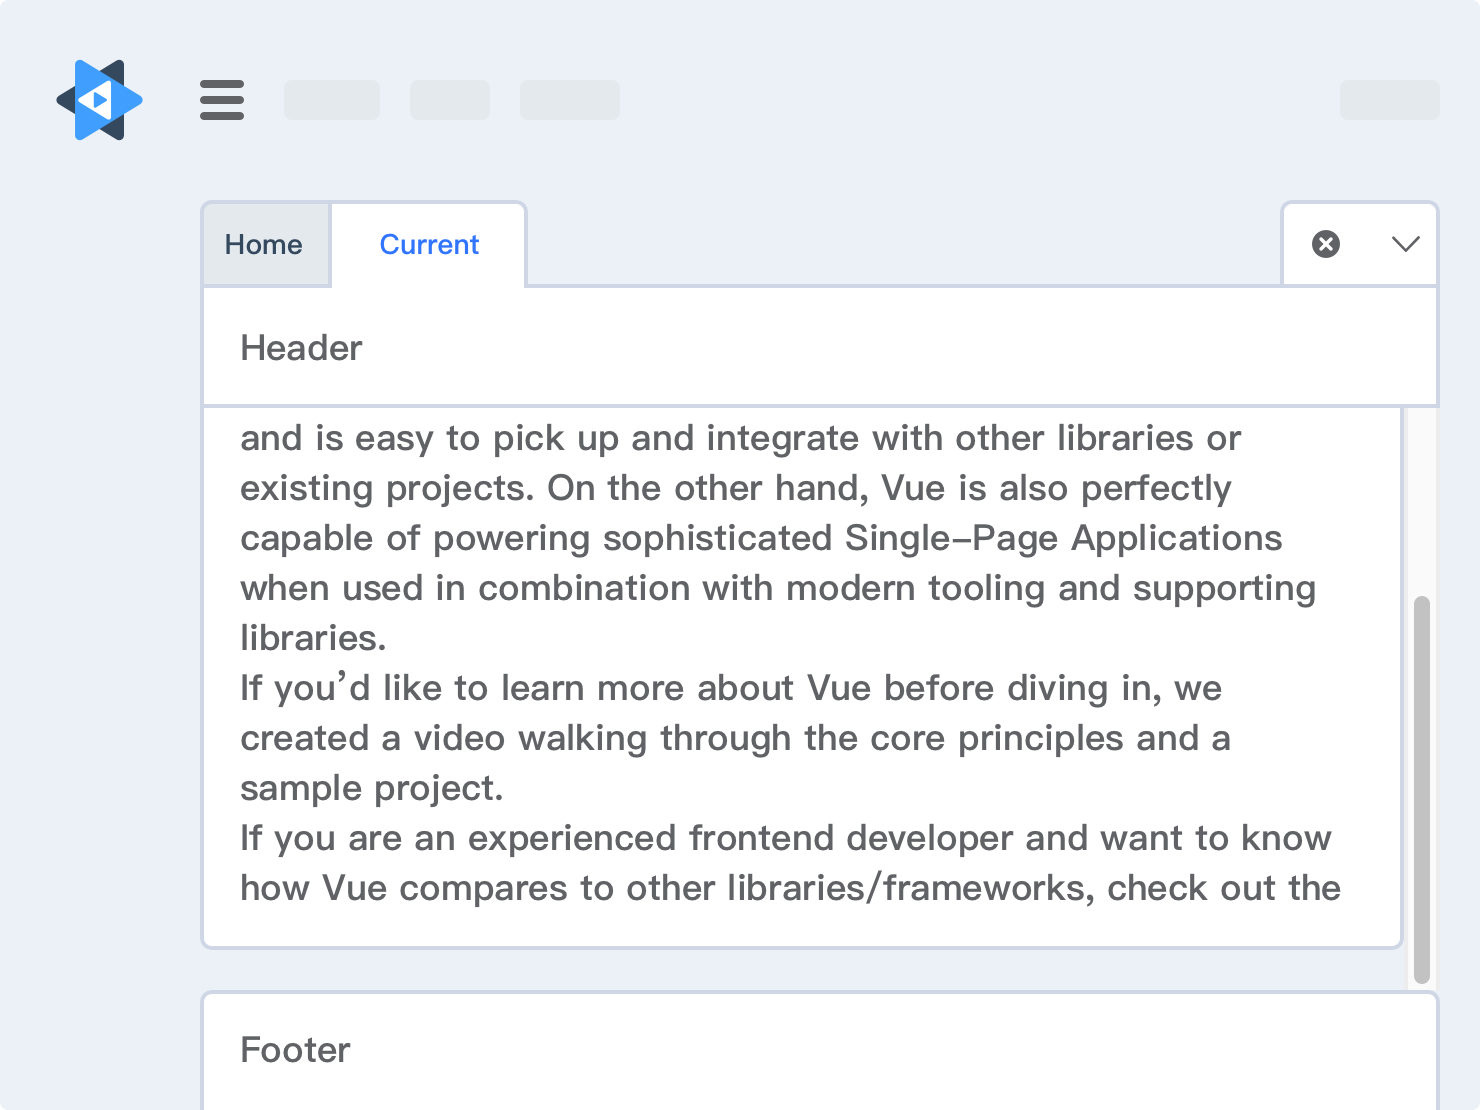 Home
Current
Header
and is easy to pick up and integrate with other libraries or
existing projects. On the other hand, Vue is also perfectly
capable of powering sophisticated Single–Page Applications
when used in combination with modern tooling and supporting
libraries.
If you’d like to learn more about Vue before diving in, we
created a video walking through the core principles and a
sample project.
If you are an experienced frontend developer and want to know
how Vue compares to other libraries/frameworks, check out the
Footer